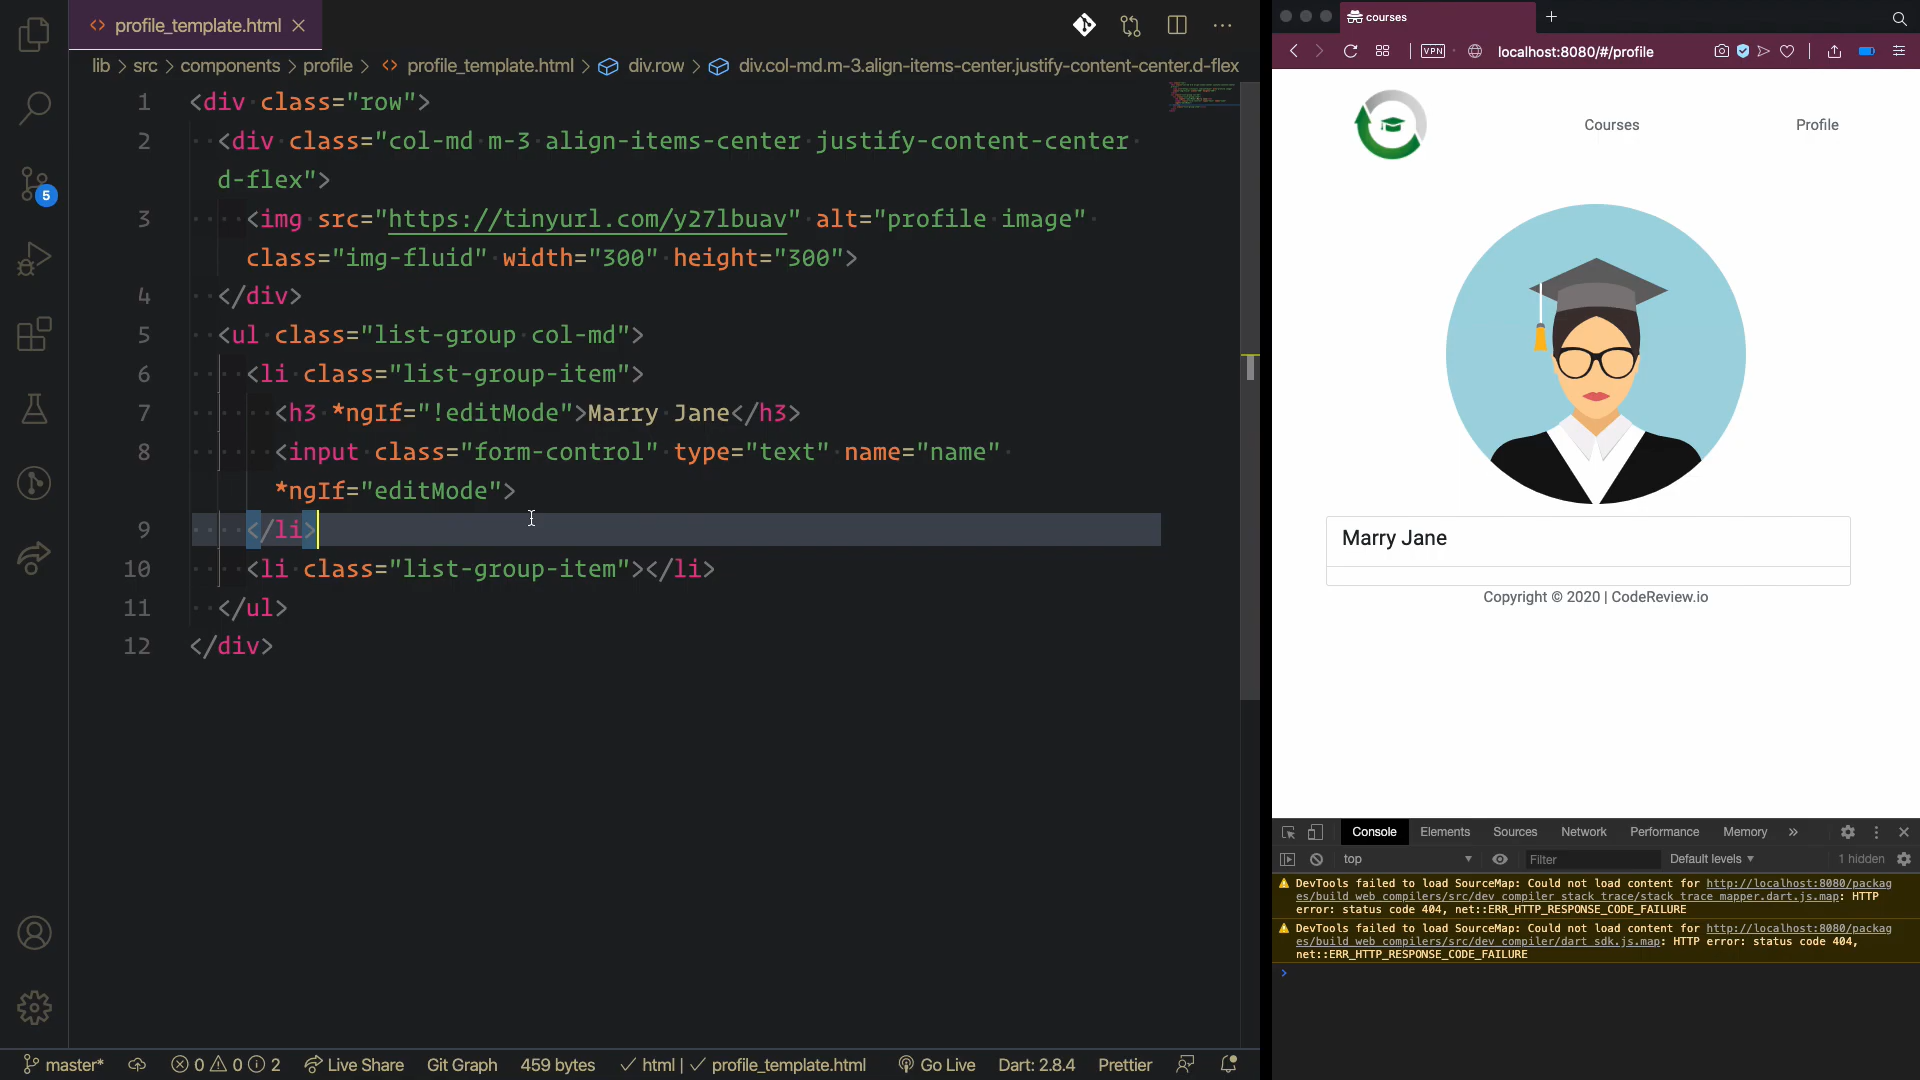 profile_template.html
lib > src > components > profile > <> profile_template.html > div.row > div.col-md.m-3.align-items-center.justify-content-center.d-flex
1 <div class="row">
2 <div class="col-md m-3 align-items-center justify-content-center
d-flex">
3 <img src="https://tinyurl.com/y27lbuav" alt="profile image"
class="img-fluid" width="300" height="300">
4 </div>
5 <ul class="list-group col-md">
6 <li class="list-group-item">
7 <h3 *ngIf="!editMode">Marry Jane</h3>
8 <input class="form-control" type="text" name="name"
*ngIf="editMode">
9 </li>
10 <li class="list-group-item"></li>
11 </ul>
12 </div>
5
master* 0 0 2 Live Share Git Graph 459 bytes html | profile_template.html Go Live Dart: 2.8.4 Prettier
courses
VPN localhost:8080/#/profile
Courses Profile
Marry Jane
Copyright © 2020 | CodeReview.io
Console Elements Sources Network Performance Memory »
top Filter Default levels 1 hidden
DevTools failed to load SourceMap: Could not load content for http://localhost:8080/packag
es/build_web_compilers/src/dev_compiler_stack_trace/stack_trace_mapper.dart.js.map: HTTP
error: status code 404, net::ERR_HTTP_RESPONSE_CODE_FAILURE
DevTools failed to load SourceMap: Could not load content for http://localhost:8080/packag
es/build_web_compilers/src/dev_compiler/dart_sdk.js.map: HTTP error: status code 404,
net::ERR_HTTP_RESPONSE_CODE_FAILURE